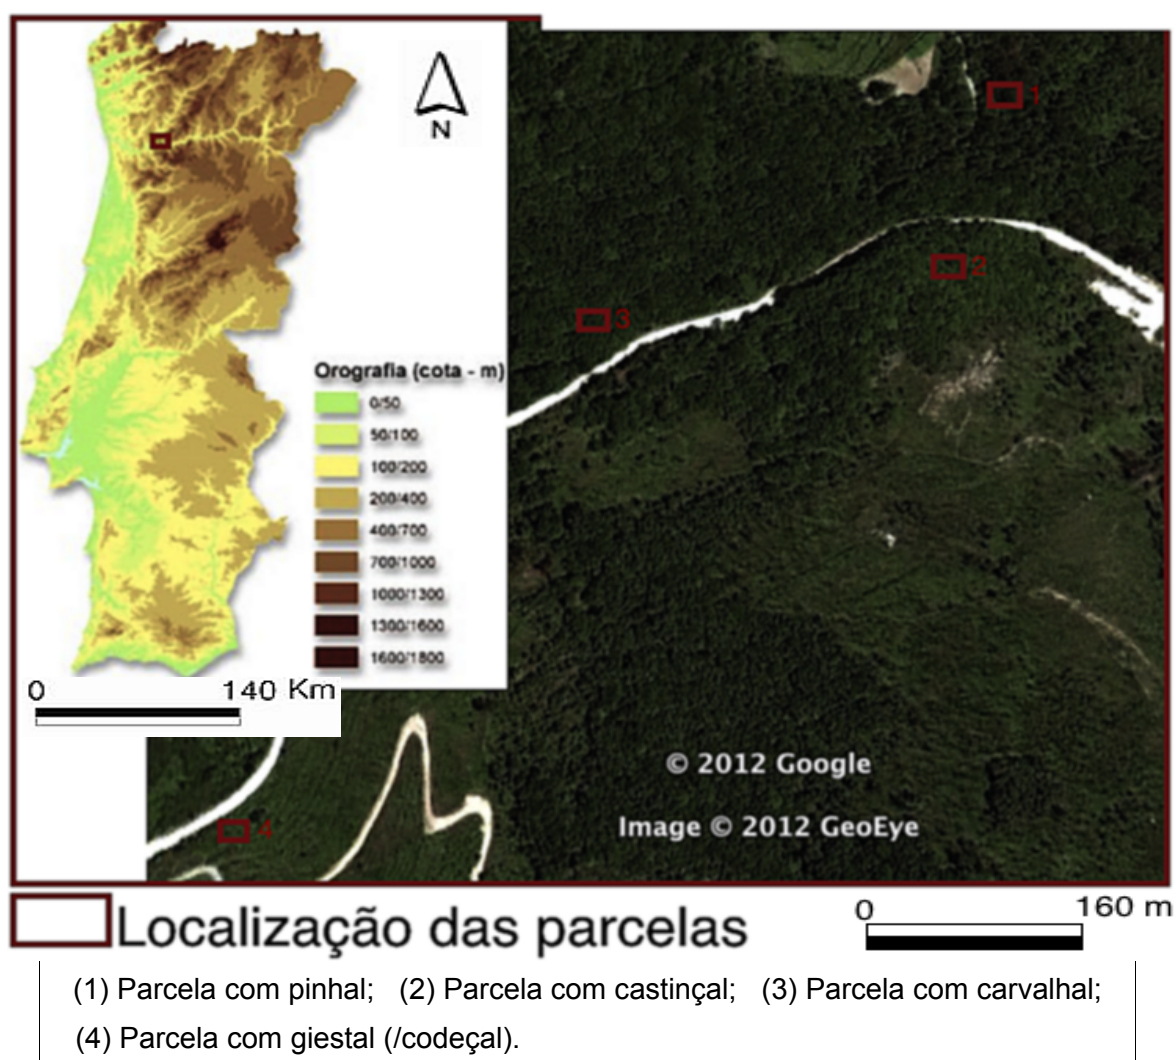 N
Orografia (cota - m)
0/50
50/100
100/200
200/400
400/700
700/1000
1000/1300
1300/1600
1600/1800
0 140 Km
1
2
3
4
© 2012 Google
Image © 2012 GeoEye
Localização das parcelas
0 160 m
(1) Parcela com pinhal; (2) Parcela com castinçal; (3) Parcela com carvalhal;
(4) Parcela com giestal (/codeçal).